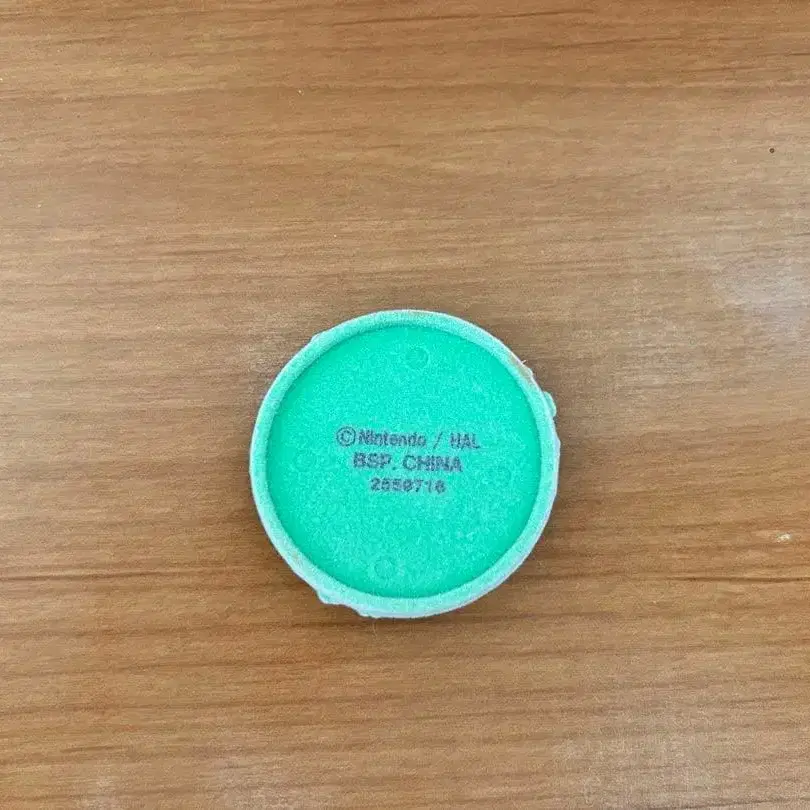 ©Nintendo / HAL
BSP. CHINA
2550716